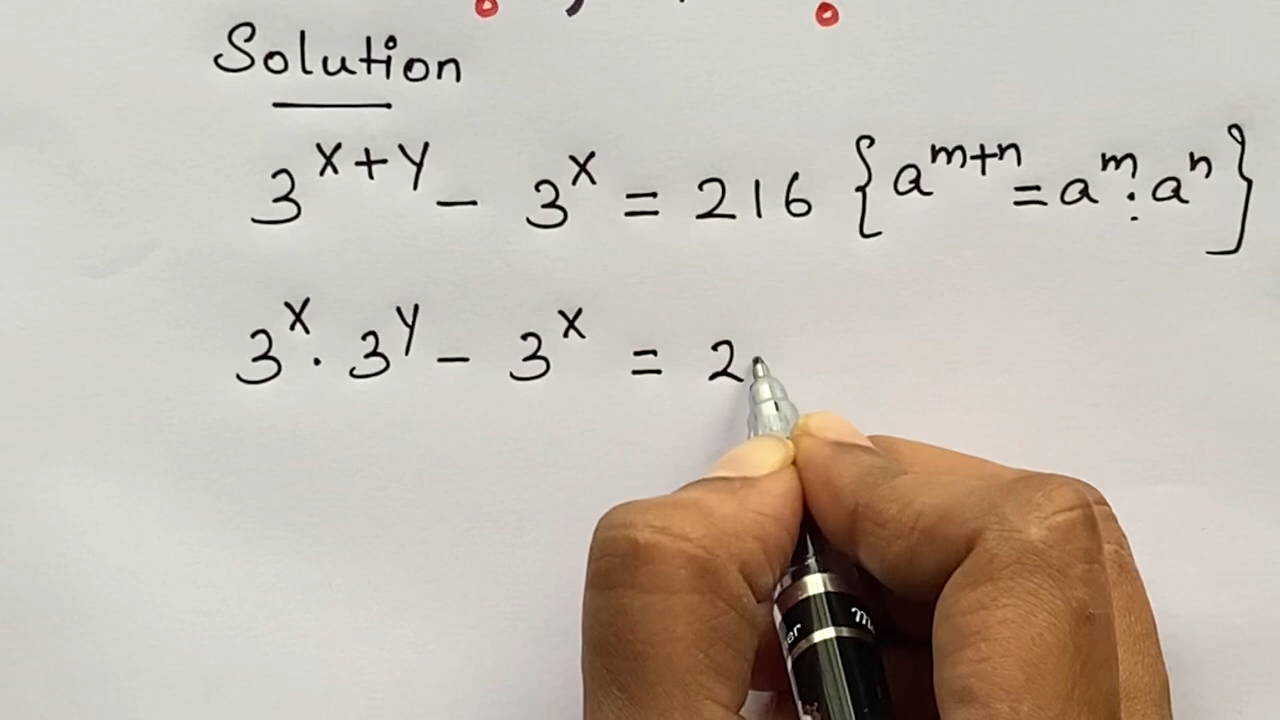 Solution
3^{x+y} - 3^x = 216 {a^{m+n} = a^m · a^n}
3^x · 3^y - 3^x = 2